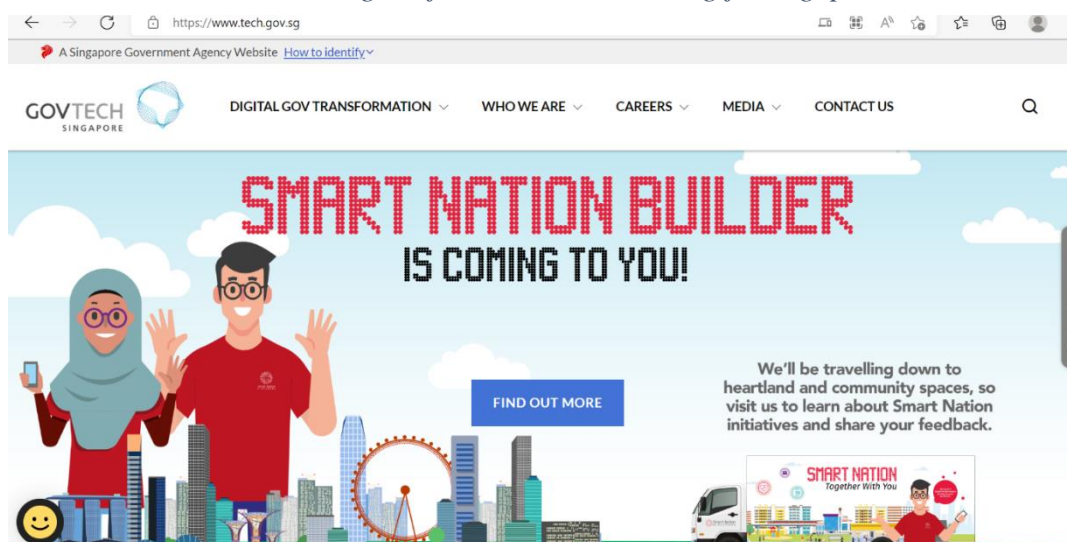 https://www.tech.gov.sg
A Singapore Government Agency Website How to identify
GOVTECH
SINGAPORE
DIGITAL GOV TRANSFORMATION WHO WE ARE CAREERS MEDIA CONTACT US
SMART NATION BUILDER
IS COMING TO YOU!
FIND OUT MORE
We'll be travelling down to
heartland and community spaces, so
visit us to learn about Smart Nation
initiatives and share your feedback.
SMART NATION
Together With You